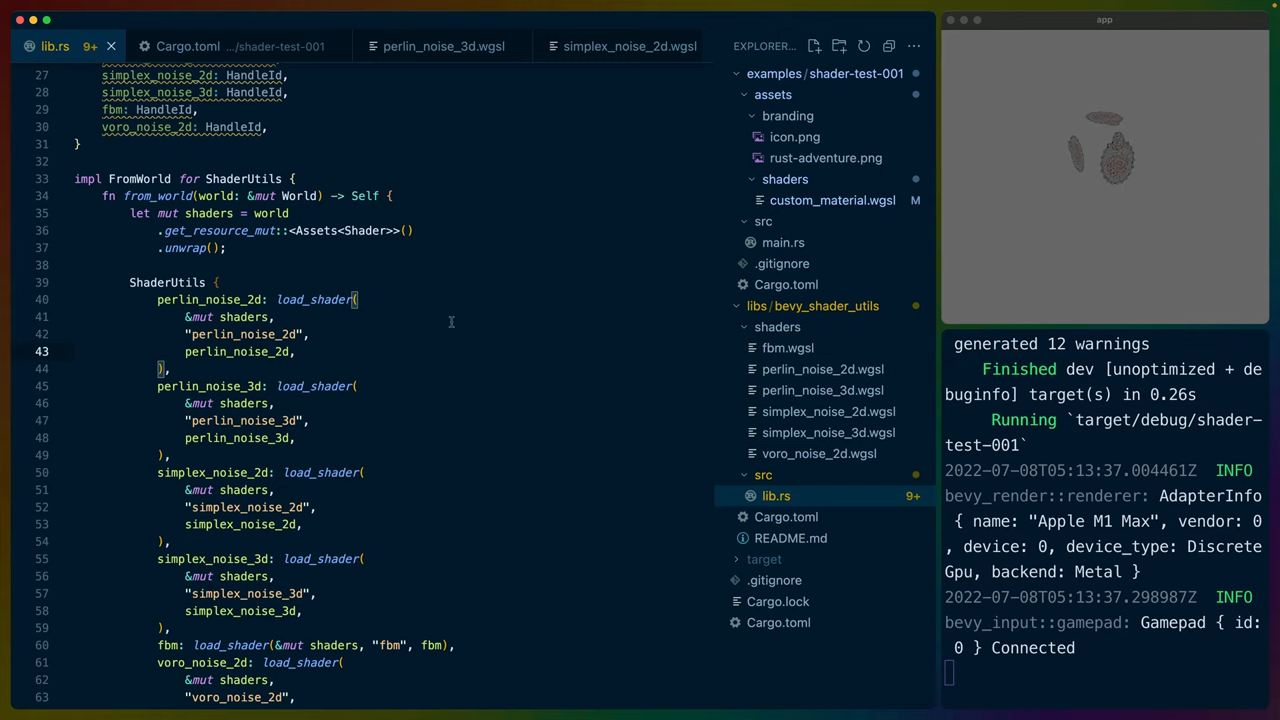 lib.rs 9+
Cargo.toml .../shader-test-001
perlin_noise_3d.wgsl
simplex_noise_2d.wgsl
27 simplex_noise_2d: HandleId,
28 simplex_noise_3d: HandleId,
29 fbm: HandleId,
30 voro_noise_2d: HandleId,
31 }
32
33 impl FromWorld for ShaderUtils {
34 fn from_world(world: &mut World) -> Self {
35 let mut shaders = world
36 .get_resource_mut::<Assets<Shader>>()
37 .unwrap();
38
39 ShaderUtils {
40 perlin_noise_2d: load_shader(
41 &mut shaders,
42 "perlin_noise_2d",
43 perlin_noise_2d,
44 ),
45 perlin_noise_3d: load_shader(
46 &mut shaders,
47 "perlin_noise_3d",
48 perlin_noise_3d,
49 ),
50 simplex_noise_2d: load_shader(
51 &mut shaders,
52 "simplex_noise_2d",
53 simplex_noise_2d,
54 ),
55 simplex_noise_3d: load_shader(
56 &mut shaders,
57 "simplex_noise_3d",
58 simplex_noise_3d,
59 ),
60 fbm: load_shader(&mut shaders, "fbm", fbm),
61 voro_noise_2d: load_shader(
62 &mut shaders,
63 "voro_noise_2d",
EXPLORER...
examples/shader-test-001
assets
branding
icon.png
rust-adventure.png
shaders
custom_material.wgsl M
src
main.rs
.gitignore
Cargo.toml
libs/bevy_shader_utils
shaders
fbm.wgsl
perlin_noise_2d.wgsl
perlin_noise_3d.wgsl
simplex_noise_2d.wgsl
simplex_noise_3d.wgsl
voro_noise_2d.wgsl
src
lib.rs 9+
Cargo.toml
README.md
target
.gitignore
Cargo.lock
Cargo.toml
app
generated 12 warnings
Finished dev [unoptimized + de
buginfo] target(s) in 0.26s
Running `target/debug/shader-
test-001`
2022-07-08T05:13:37.004461Z INFO
bevy_render::renderer: AdapterInfo
{ name: "Apple M1 Max", vendor: 0
, device: 0, device_type: Discrete
Gpu, backend: Metal }
2022-07-08T05:13:37.298987Z INFO
bevy_input::gamepad: Gamepad { id:
0 } Connected